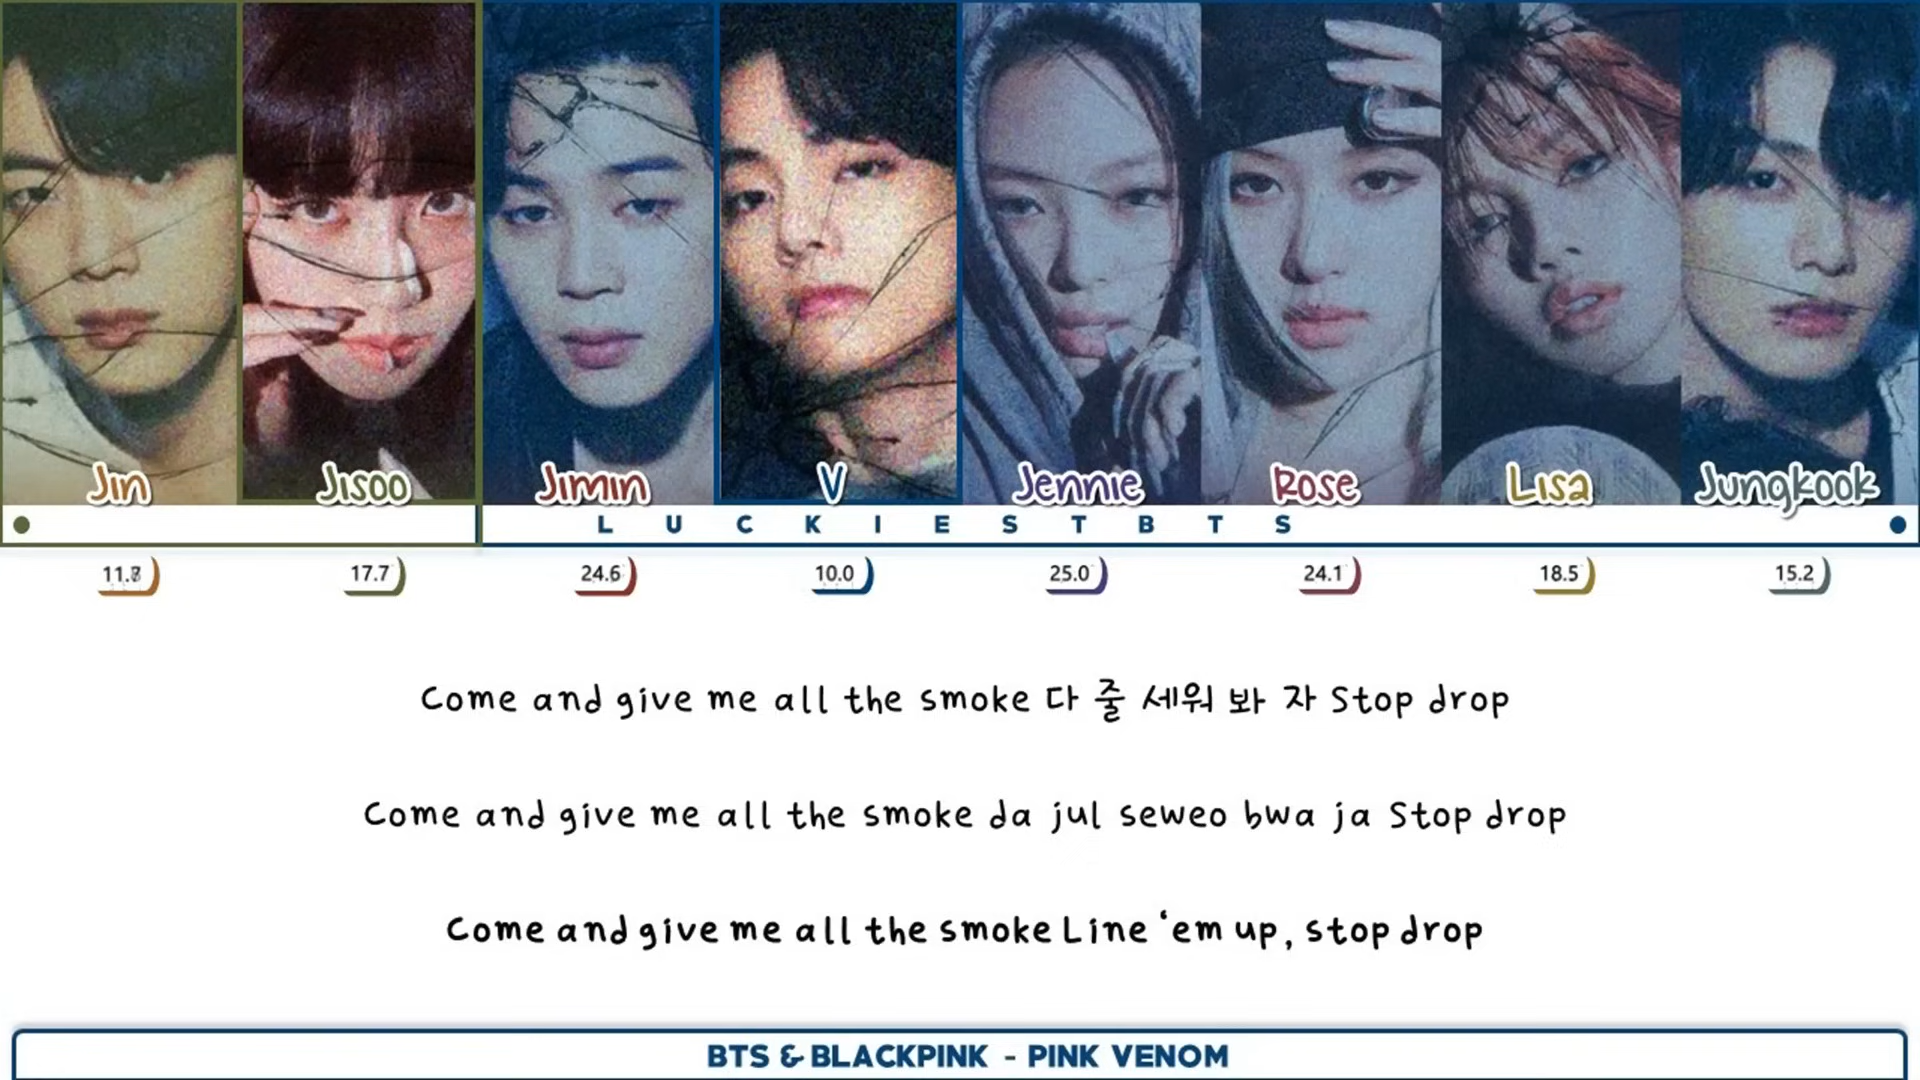 Jin Jisoo Jimin V Jennie Rose Lisa Jungkook
LUCKIESTBTS
11.8 17.7 24.6 10.0 25.0 24.1 18.5 15.2
Come and give me all the smoke 다 줄 세워 봐 자 Stop drop
Come and give me all the smoke da jul seweo bwa ja Stop drop
Come and give me all the smoke Line ‘em up, stop drop
BTS & BLACKPINK - PINK VENOM